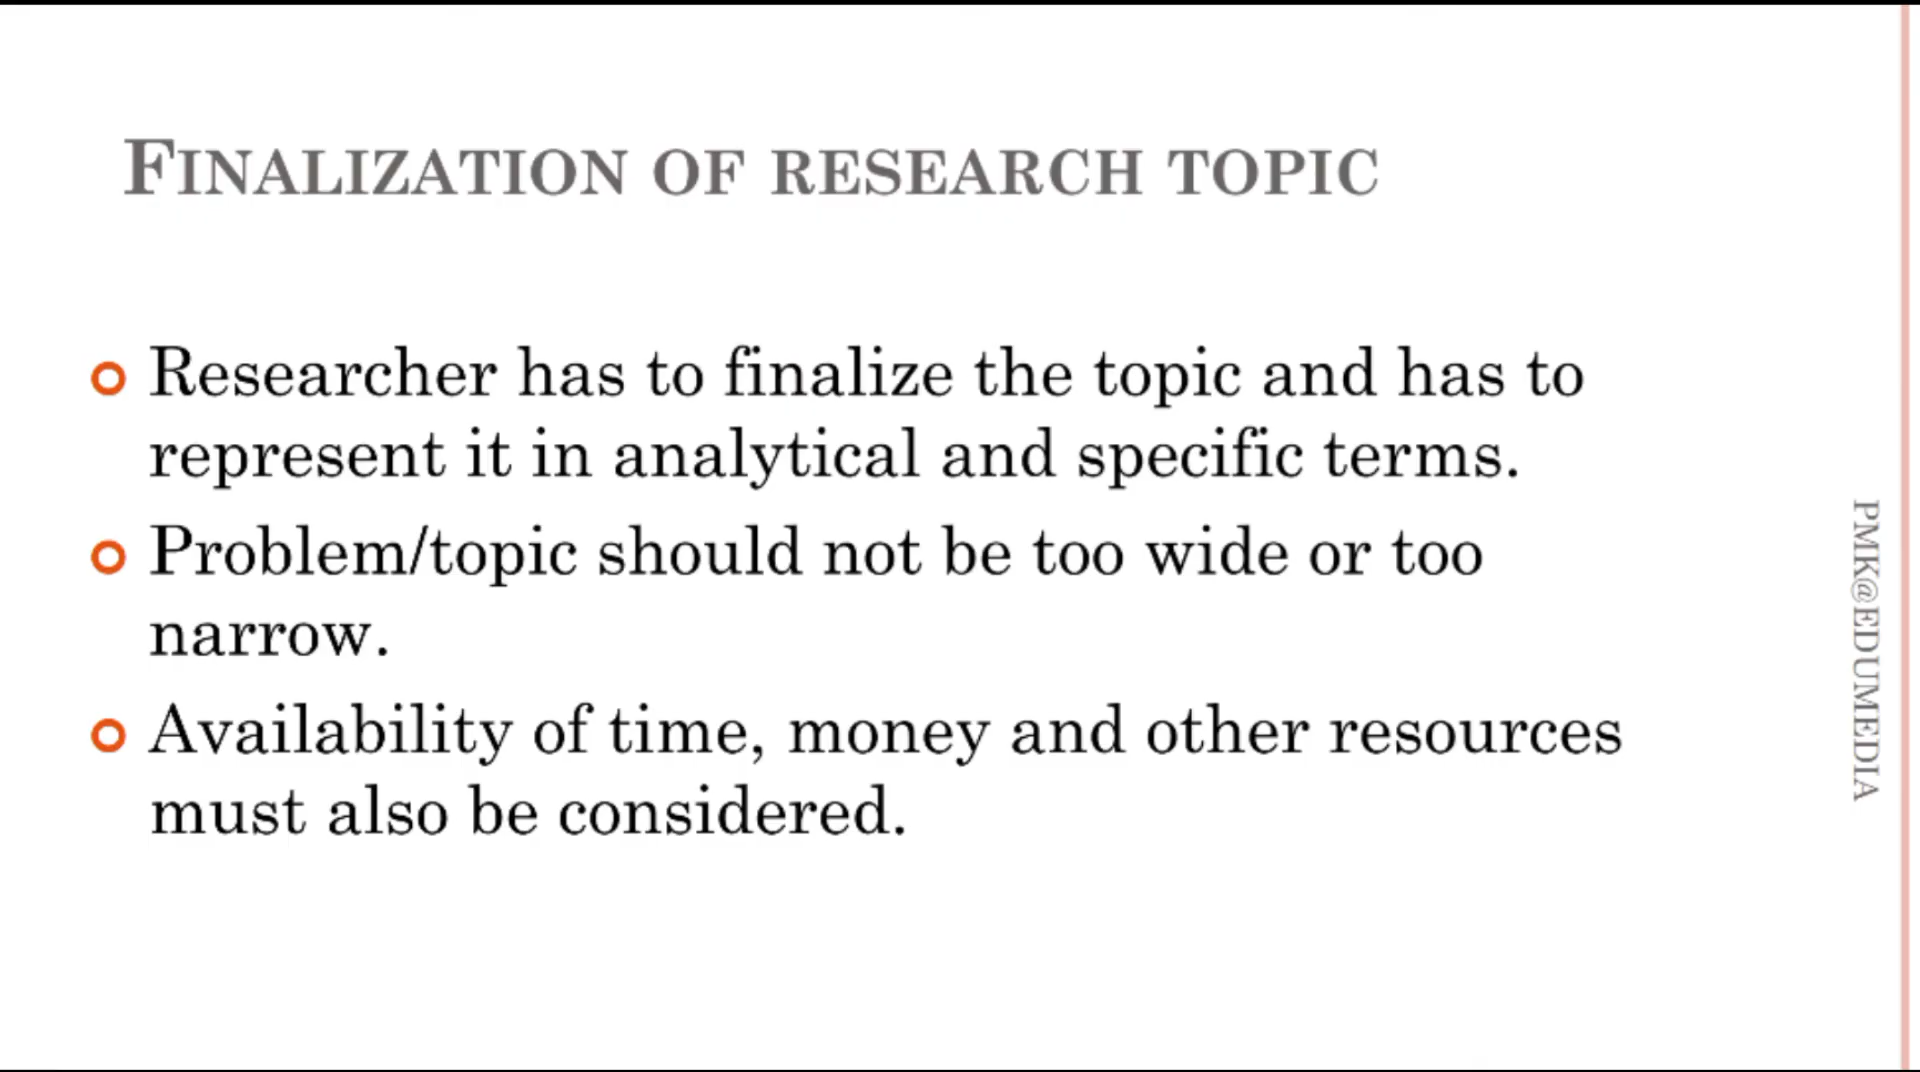 FINALIZATION OF RESEARCH TOPIC
Researcher has to finalize the topic and has to
represent it in analytical and specific terms.
Problem/topic should not be too wide or too
narrow.
Availability of time, money and other resources
must also be considered.
PMK@EDUMEDIA